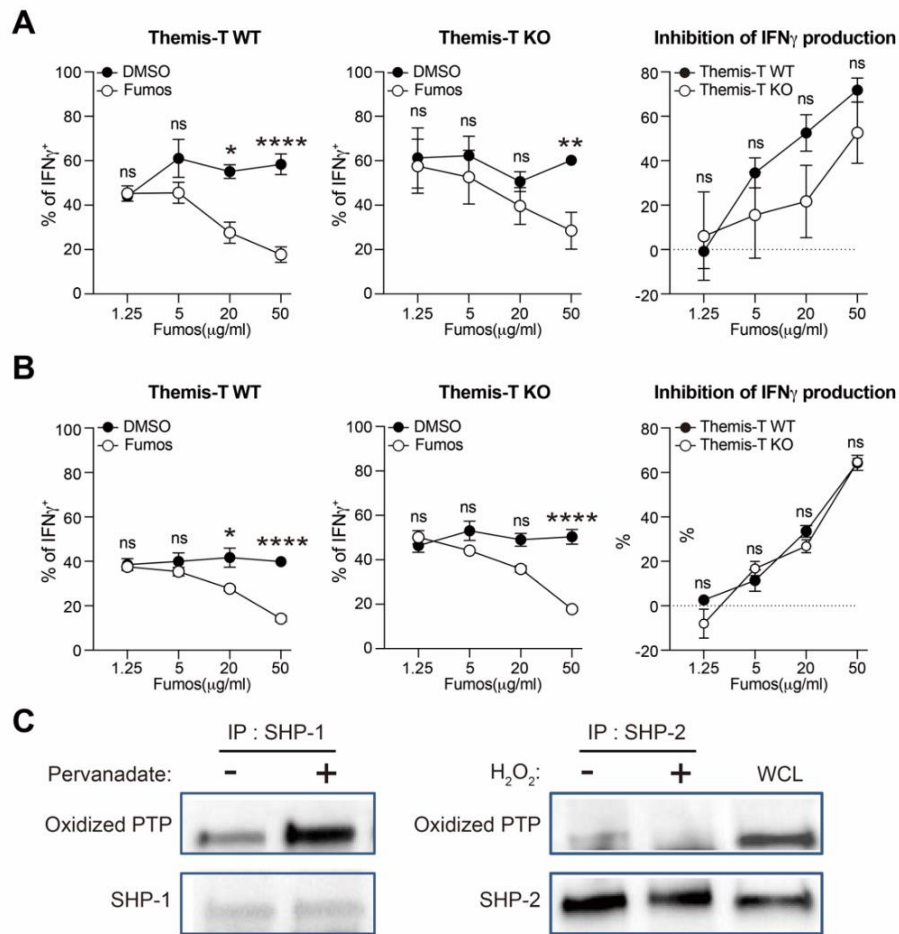 A
Themis-T WT
Themis-T KO
Inhibition of IFNγ production
100
80
60
40
20
0
% of IFNγ⁺
DMSO
Fumos
ns
ns
*
****
1.25
5
20
50
Fumos(μg/ml)
100
80
60
40
20
0
% of IFNγ⁺
DMSO
Fumos
ns
ns
ns
**
1.25
5
20
50
Fumos(μg/ml)
80
60
40
20
0
-20
Themis-T WT
Themis-T KO
ns
ns
ns
ns
1.25
5
20
50
Fumos(μg/ml)
B
Themis-T WT
Themis-T KO
Inhibition of IFNγ production
100
80
60
40
20
0
% of IFNγ⁺
DMSO
Fumos
ns
ns
*
****
1.25
5
20
50
Fumos(μg/ml)
100
80
60
40
20
0
% of IFNγ⁺
DMSO
Fumos
ns
ns
ns
****
1.25
5
20
50
Fumos(μg/ml)
%
%
80
60
40
20
0
-20
Themis-T WT
Themis-T KO
ns
ns
ns
ns
1.25
5
20
50
Fumos(μg/ml)
C
IP : SHP-1
Pervanadate: - +
Oxidized PTP
SHP-1
IP : SHP-2
H₂O₂: - + WCL
Oxidized PTP
SHP-2